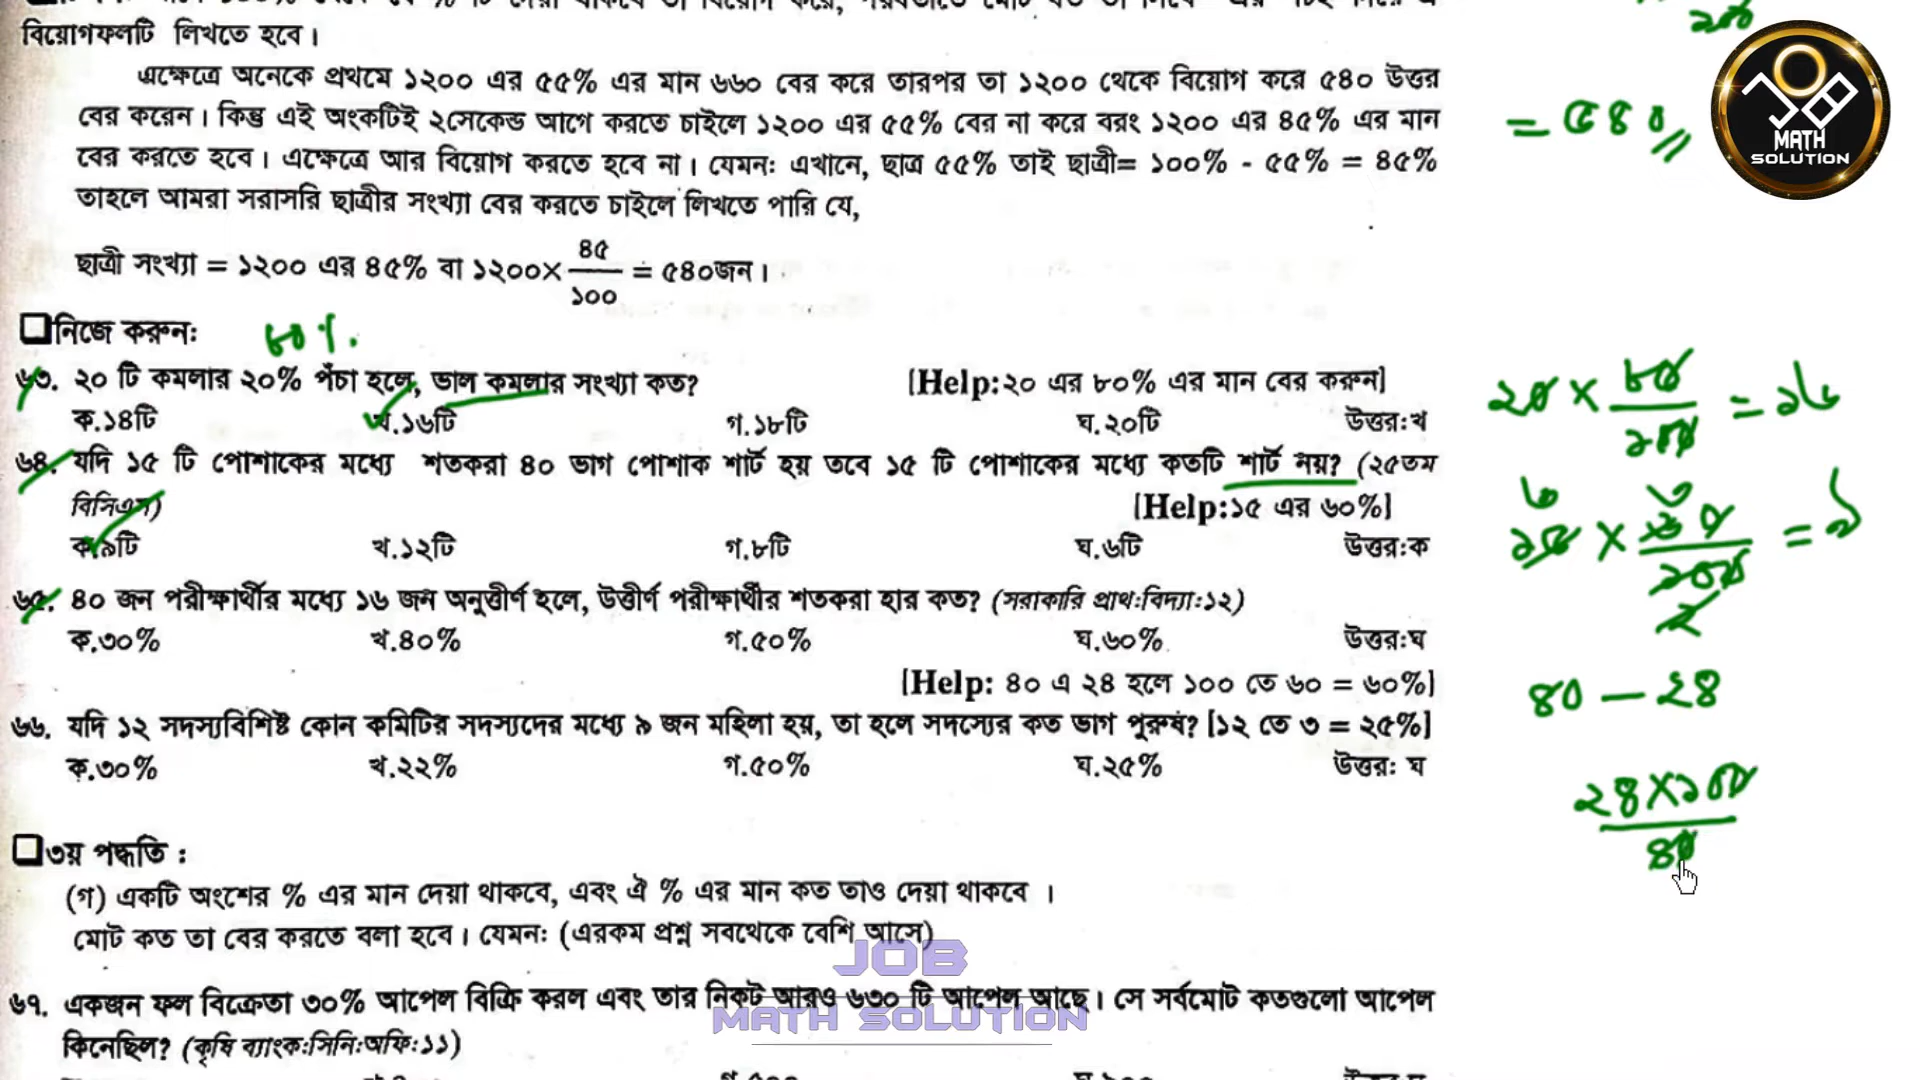 বিয়োগফলটি লিখতে হবে।
২০০
এক্ষেত্রে অনেকে প্রথমে ১২০০ এর ৫৫% এর মান ৬৬০ বের করে তারপর তা ১২০০ থেকে বিয়োগ করে ৫৪০ উত্তর
বের করেন। কিন্তু এই অংকটিই ২সেকেন্ড আগে করতে চাইলে ১২০০ এর ৫৫% বের না করে বরং ১২০০ এর ৪৫% এর মান
বের করতে হবে। এক্ষেত্রে আর বিয়োগ করতে হবে না। যেমন: এখানে, ছাত্র ৫৫% তাই ছাত্রী= ১০০% - ৫৫% = ৪৫%
তাহলে আমরা সরাসরি ছাত্রীর সংখ্যা বের করতে চাইলে লিখতে পারি যে,
= ৫৪০
MATH
SOLUTION
ছাত্রী সংখ্যা = ১২০০ এর ৪৫% বা ১২০০× ৪৫/১০০ = ৫৪০জন।
নিজে করুন:
৮০%.
৬৩. ২০ টি কমলার ২০% পঁচা হলে, ভাল কমলার সংখ্যা কত? [Help:২০ এর ৮০% এর মান বের করুন]
ক.১৪টি খ.১৬টি গ.১৮টি ঘ.২০টি উত্তর:খ
২০ × ৮০/১০০ = ১৬
৬৪. যদি ১৫ টি পোশাকের মধ্যে শতকরা ৪০ ভাগ পোশাক শার্ট হয় তবে ১৫ টি পোশাকের মধ্যে কতটি শার্ট নয়? (২৫তম
বিসিএস) [Help:১৫ এর ৬০%]
ক.৯টি খ.১২টি গ.৮টি ঘ.৬টি উত্তর:ক
৬৫. ৪০ জন পরীক্ষার্থীর মধ্যে ১৬ জন অনুত্তীর্ণ হলে, উত্তীর্ণ পরীক্ষার্থীর শতকরা হার কত? (সরাকারি প্রাথ:বিদ্যা:১২)
ক.৩০% খ.৪০% গ.৫০% ঘ.৬০% উত্তর:ঘ
[Help: ৪০ এ ২৪ হলে ১০০ তে ৬০ = ৬০%]
৪০ — ২৪
৬৬. যদি ১২ সদস্যবিশিষ্ট কোন কমিটির সদস্যদের মধ্যে ৯ জন মহিলা হয়, তা হলে সদস্যের কত ভাগ পুরুষ? [১২ তে ৩ = ২৫%]
ক.৩০% খ.২২% গ.৫০% ঘ.২৫% উত্তর: ঘ
২৪×১০০
৪০
৩য় পদ্ধতি :
(গ) একটি অংশের % এর মান দেয়া থাকবে, এবং ঐ % এর মান কত তাও দেয়া থাকবে ।
মোট কত তা বের করতে বলা হবে। যেমন: (এরকম প্রশ্ন সবথেকে বেশি আসে)
JOB
MATH SOLUTION
৬৭. একজন ফল বিক্রেতা ৩০% আপেল বিক্রি করল এবং তার নিকট আরও ৬৩০ টি আপেল আছে। সে সর্বমোট কতগুলো আপেল
কিনেছিল? (কৃষি ব্যাংক:সিনি:অফি:১১)